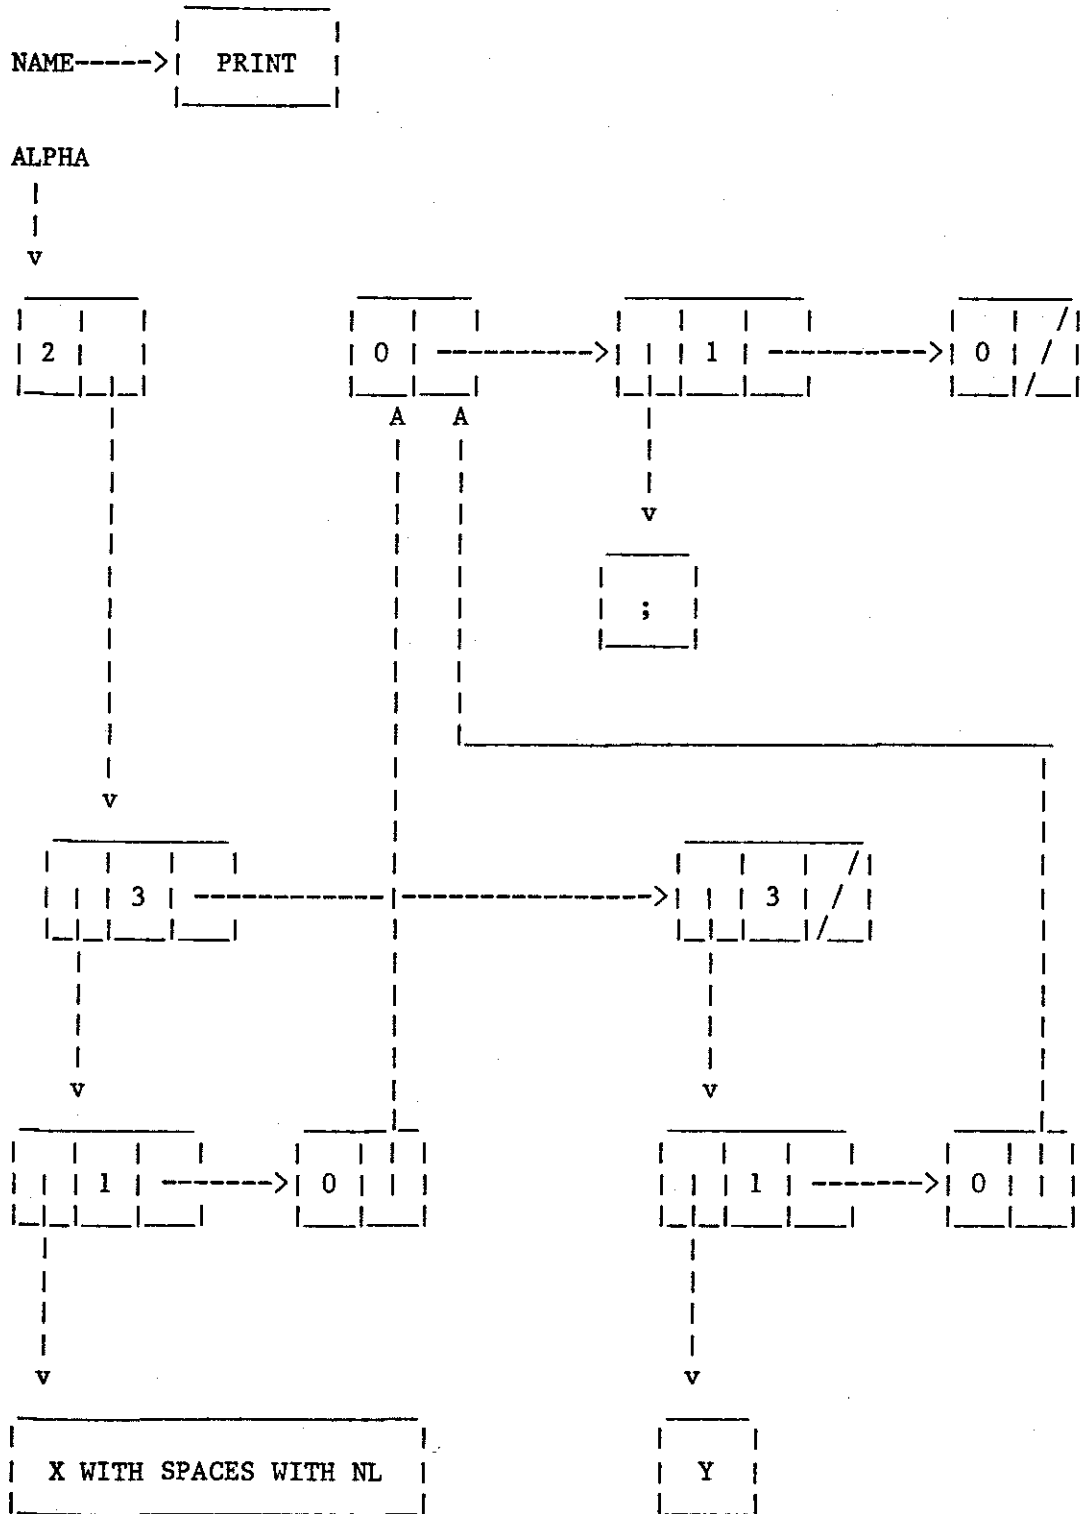 NAME PRINT
ALPHA
2 0 1 0
;
3 3
1 0 1 0
X WITH SPACES WITH NL Y